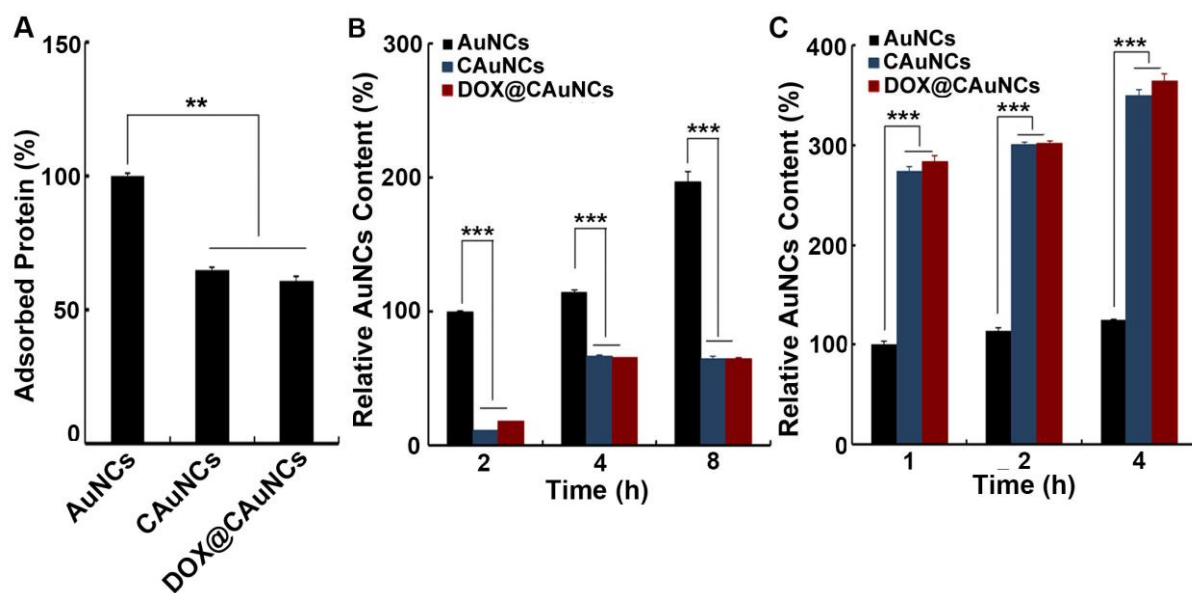 A
Adsorbed Protein (%)
150
100
50
0
**
AuNCs
CAuNCs
DOX@CAuNCs
B
Relative AuNCs Content (%)
300
200
100
0
AuNCs
CAuNCs
DOX@CAuNCs
***
***
***
2
4
8
Time (h)
C
Relative AuNCs Content (%)
400
300
200
100
0
AuNCs
CAuNCs
DOX@CAuNCs
***
***
***
1
2
4
Time (h)